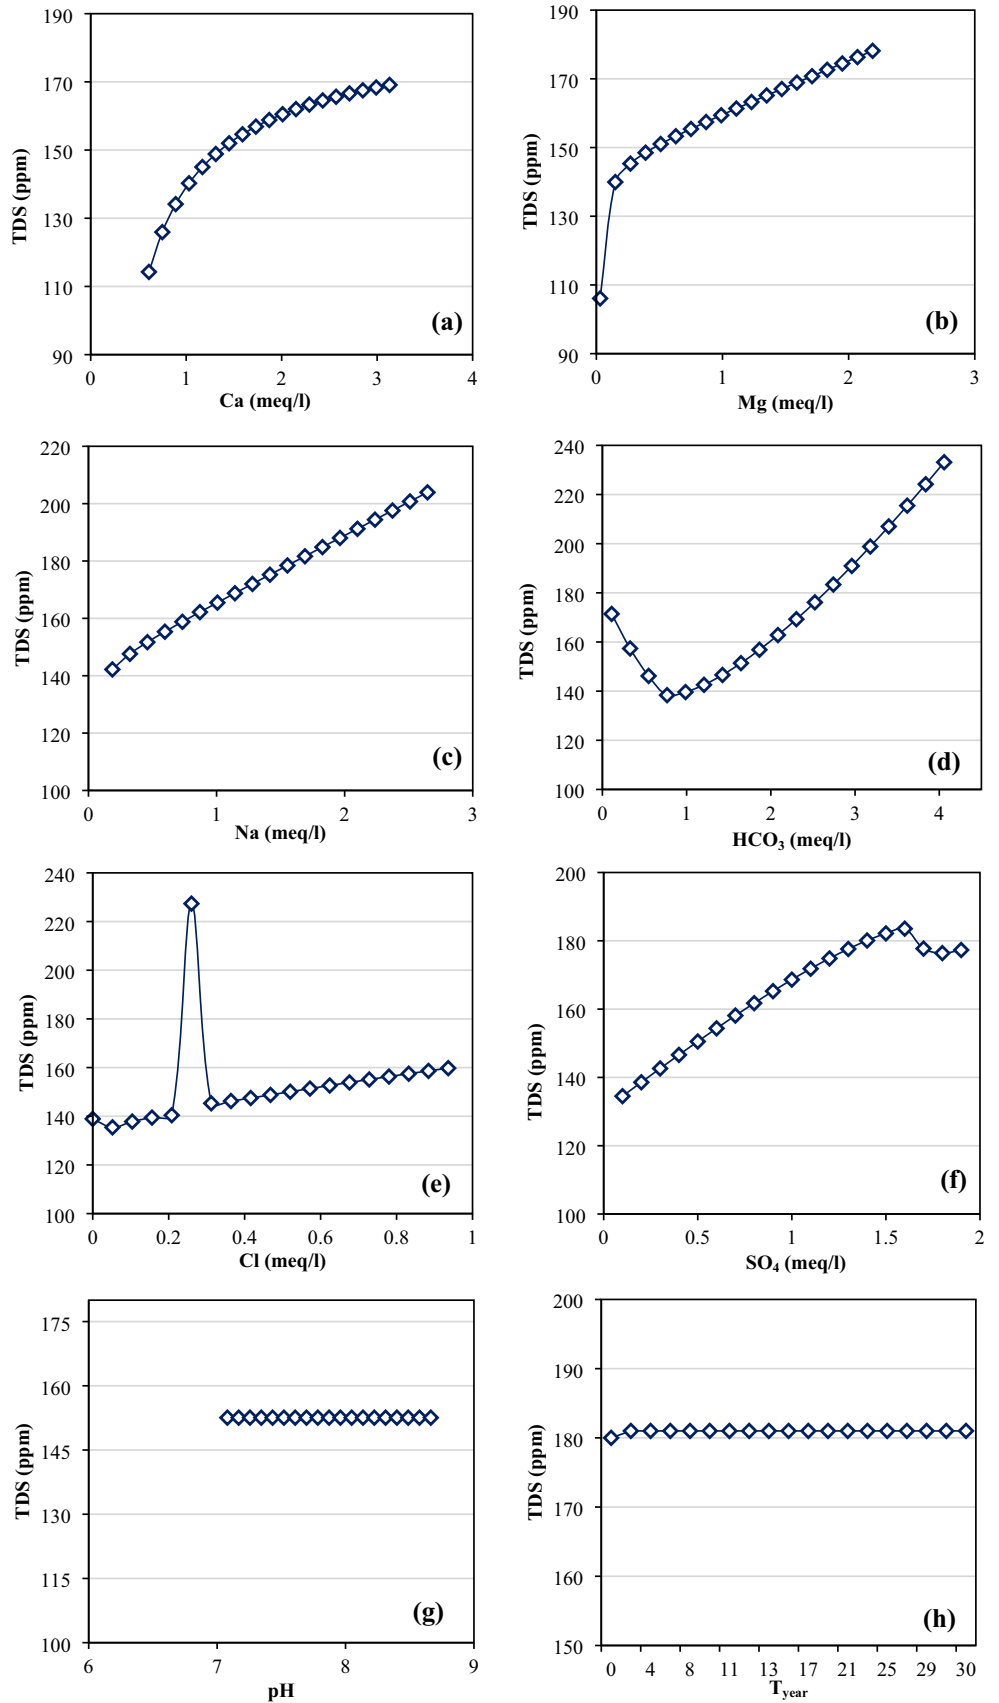 190
170
150
130
110
90
TDS (ppm)
(a)
0 1 2 3 4
Ca (meq/l)
190
170
150
130
110
90
TDS (ppm)
(b)
0 1 2 3
Mg (meq/l)
220
200
180
160
140
120
100
TDS (ppm)
(c)
0 1 2 3
Na (meq/l)
240
220
200
180
160
140
120
100
TDS (ppm)
(d)
0 1 2 3 4
HCO₃ (meq/l)
240
220
200
180
160
140
120
100
TDS (ppm)
(e)
0 0.2 0.4 0.6 0.8 1
Cl (meq/l)
200
180
160
140
120
100
TDS (ppm)
(f)
0 0.5 1 1.5 2
SO₄ (meq/l)
175
160
145
130
115
100
TDS (ppm)
(g)
6 7 8 9
pH
200
190
180
170
160
150
TDS (ppm)
(h)
0 4 8 11 13 17 21 25 29 30
T_year